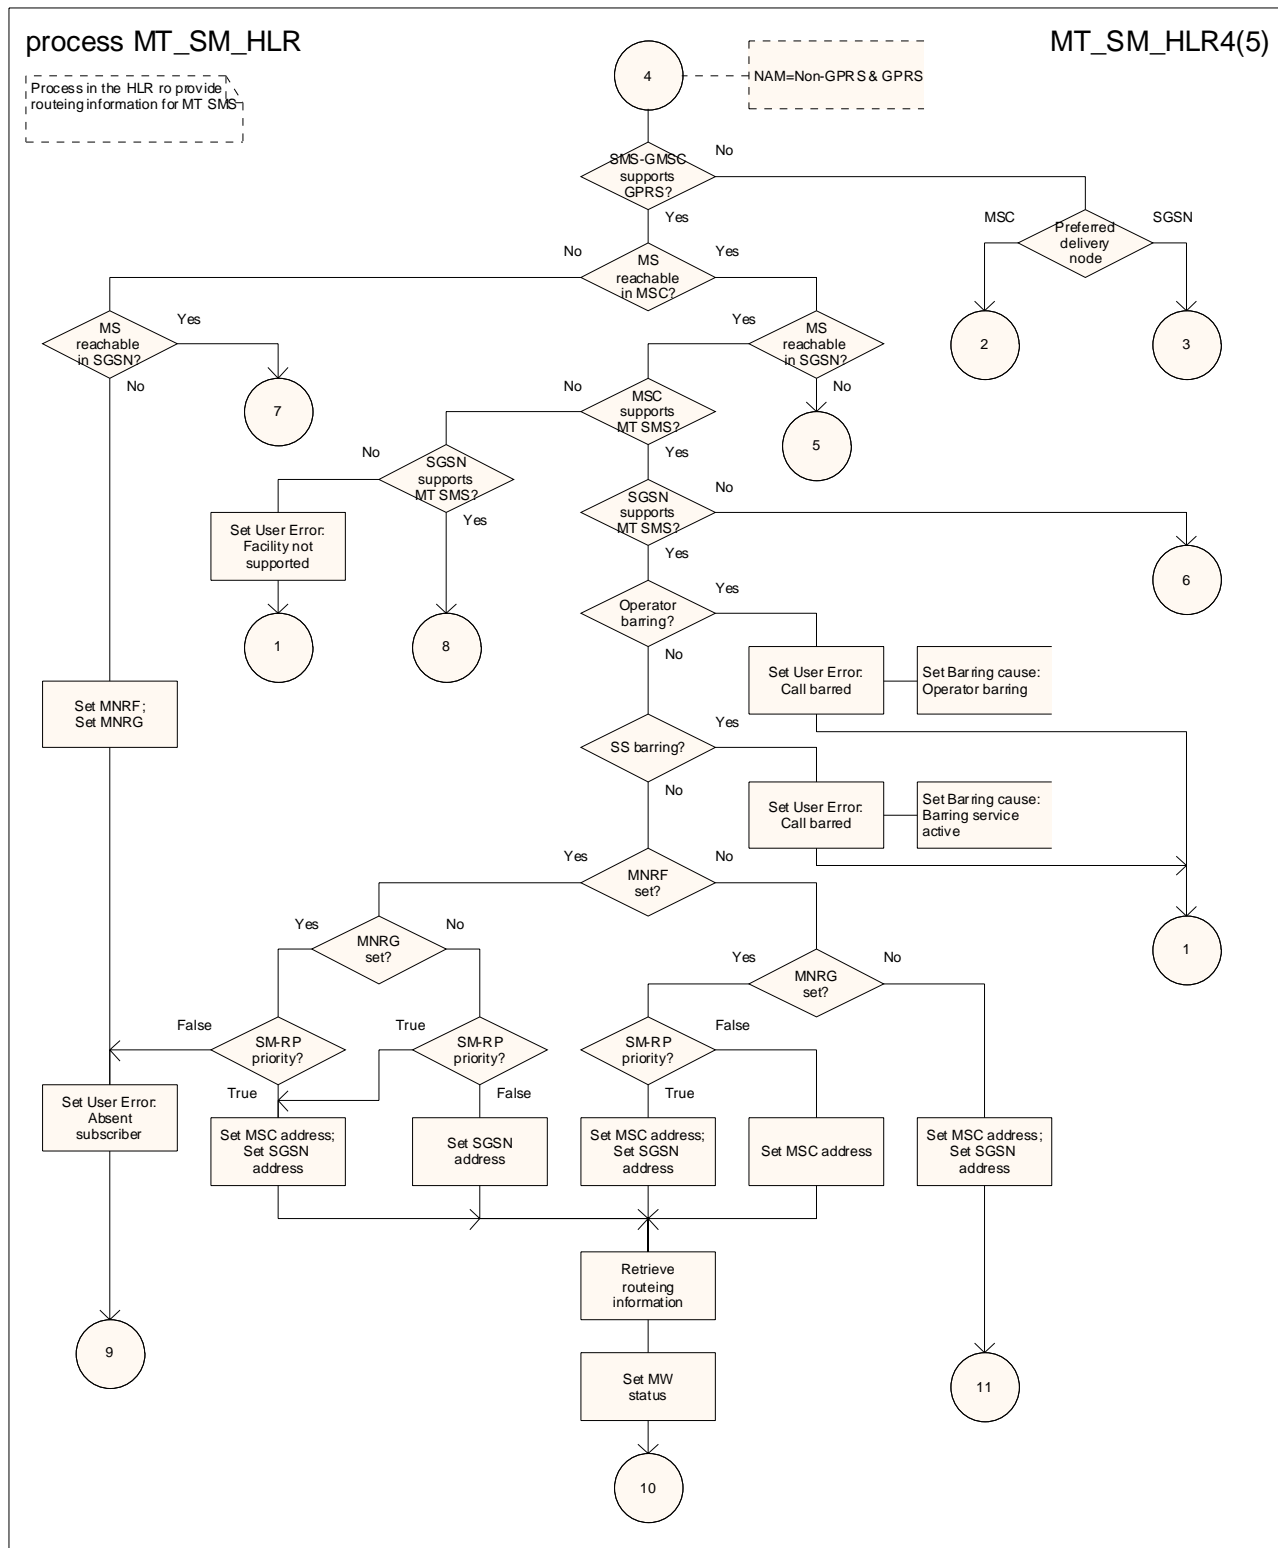 process MT_SM_HLR
MT_SM_HLR4(5)
Process in the HLR ro provide
routeing information for MT SMS
4
NAM=Non-GPRS & GPRS
SMS-GMSC
supports
GPRS?
No
Yes
MSC
Preferred
delivery
node
SGSN
No
MS
reachable
in MSC?
Yes
MS
reachable
in SGSN?
Yes
No
Yes
MS
reachable
in SGSN?
No
2
3
7
5
No
MSC
supports
MT SMS?
Yes
No
SGSN
supports
MT SMS?
Yes
SGSN
supports
MT SMS?
No
Yes
6
Set User Error:
Facility not
supported
1
8
Operator
barring?
Yes
No
Set User Error:
Call barred
Set Barring cause:
Operator barring
Set MNRF;
Set MNRG
SS barring?
Yes
No
Set User Error:
Call barred
Set Barring cause:
Barring service
active
Yes
MNRF
set?
No
1
Yes
MNRG
set?
No
Yes
MNRG
set?
No
False
SM-RP
priority?
True
True
SM-RP
priority?
False
SM-RP
priority?
False
True
Set User Error:
Absent
subscriber
Set MSC address;
Set SGSN
address
Set SGSN
address
Set MSC address;
Set SGSN
address
Set MSC address
Set MSC address;
Set SGSN
address
Retrieve
routeing
information
9
Set MW
status
11
10